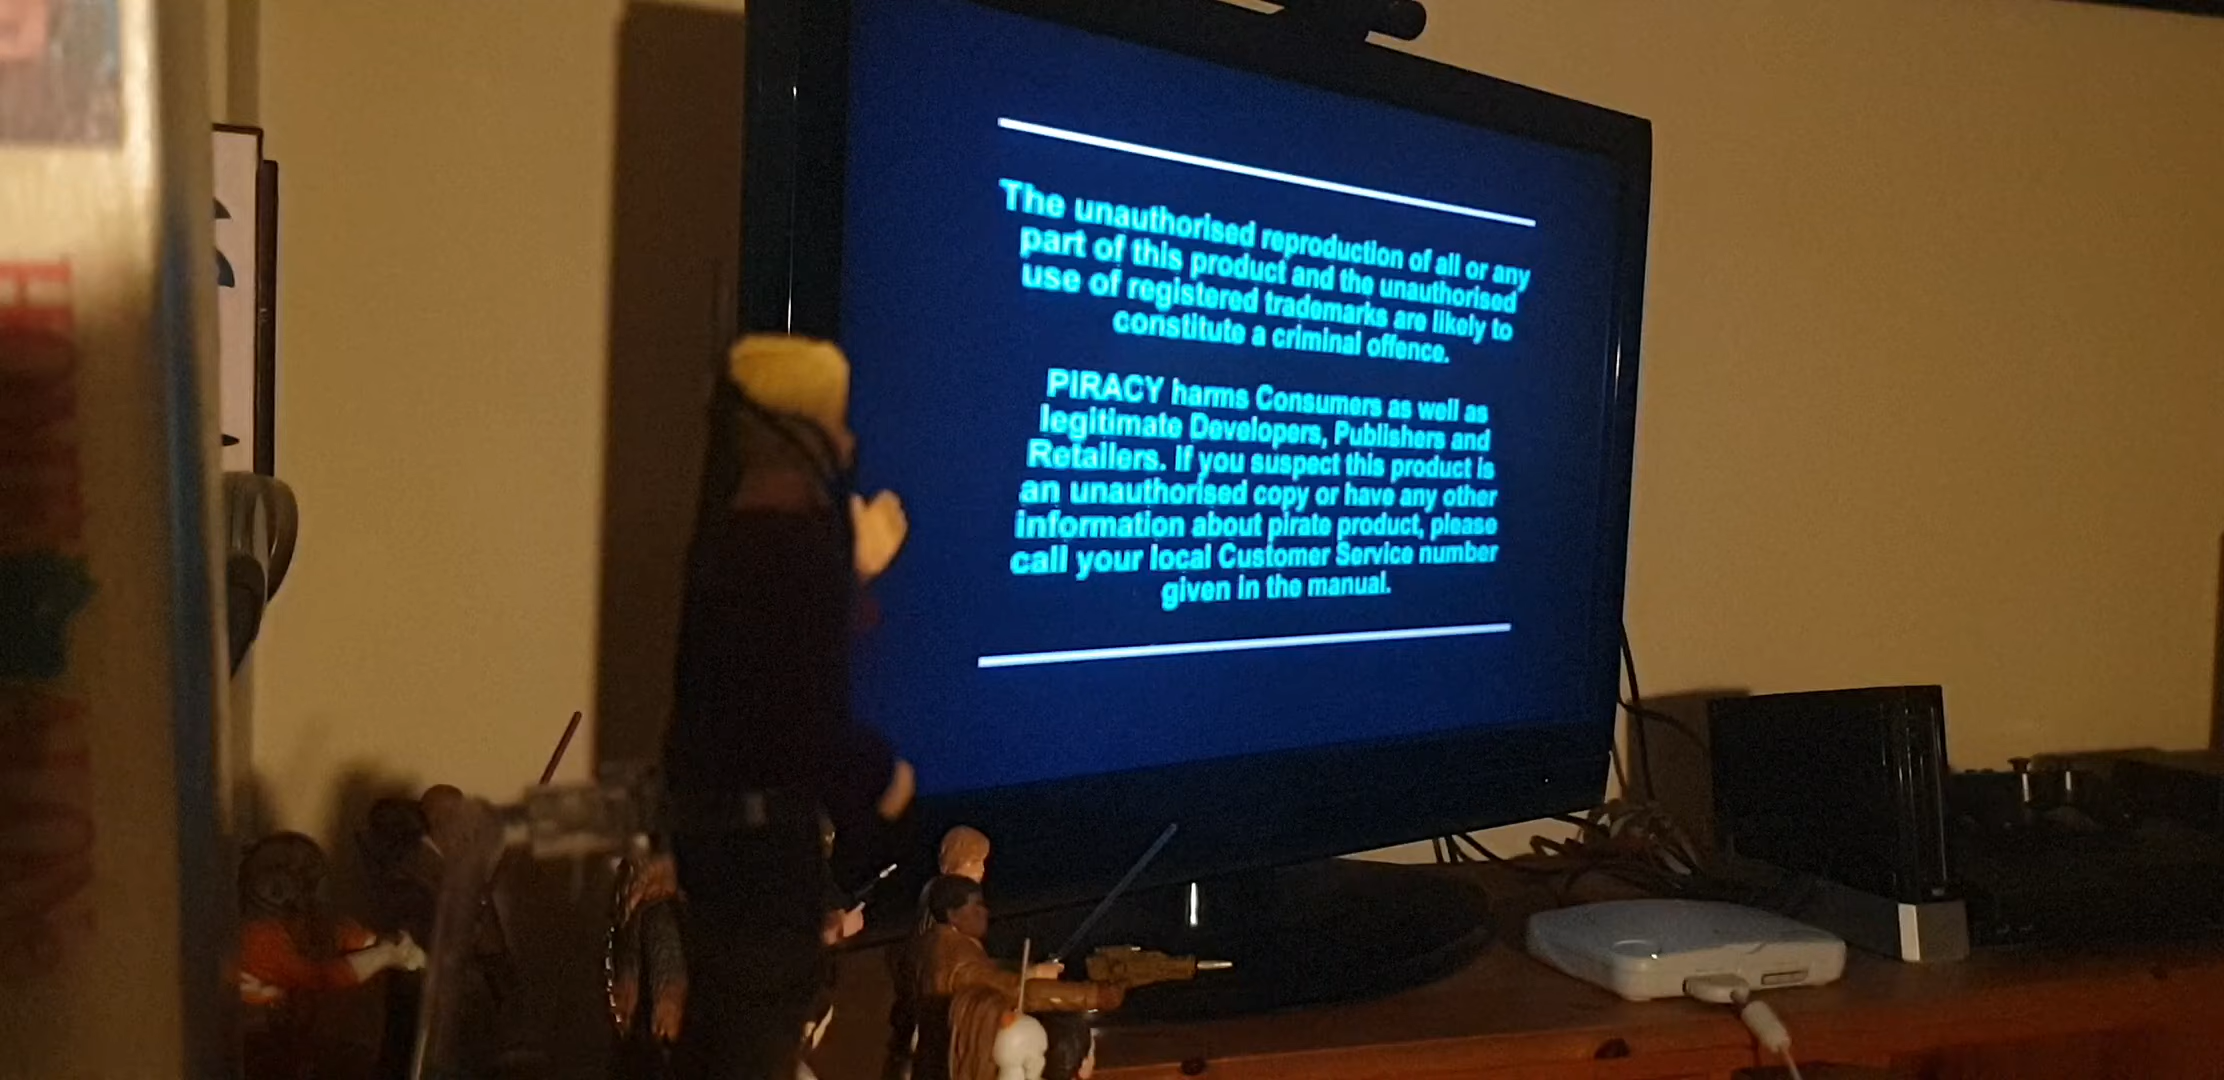 The unauthorised reproduction of all or any
part of this product and the unauthorised
use of registered trademarks are likely to
constitute a criminal offence.
PIRACY harms Consumers as well as
legitimate Developers, Publishers and
Retailers. If you suspect this product is
an unauthorised copy or have any other
information about pirate product, please
call your local Customer Service number
given in the manual.